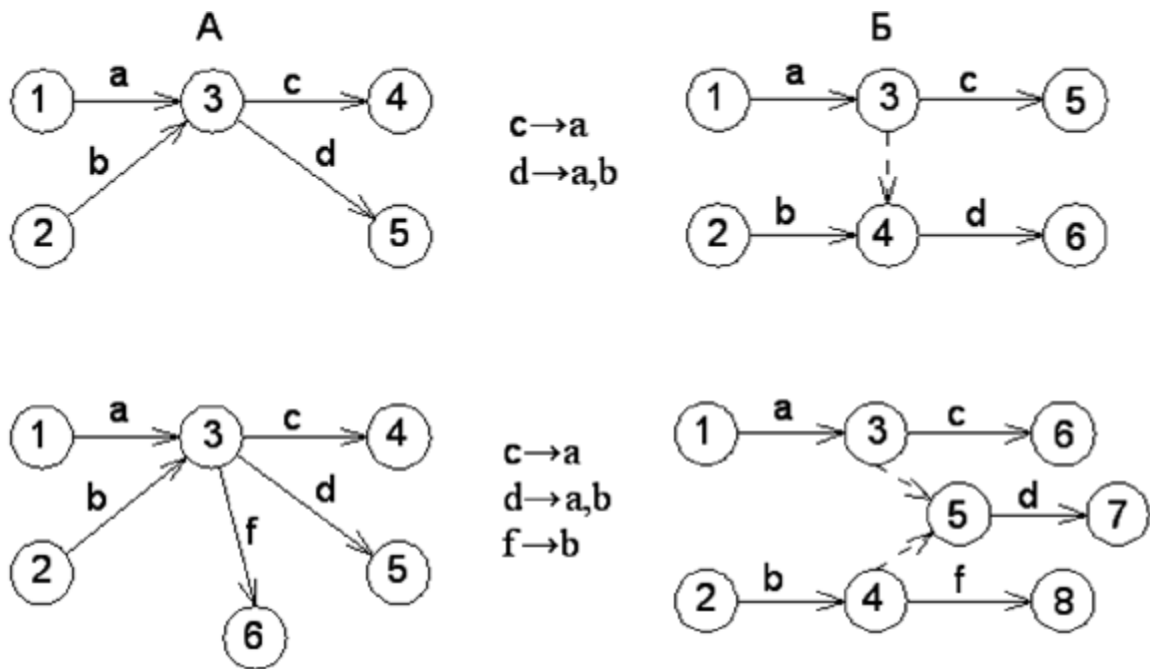 А
Б
1 a 3 c 4
b d
2 5
c→a
d→a,b
1 a 3 c 5
2 b 4 d 6
1 a 3 c 4
b d
f
2 5
6
c→a
d→a,b
f→b
1 a 3 c 6
5 d 7
2 b 4 f 8